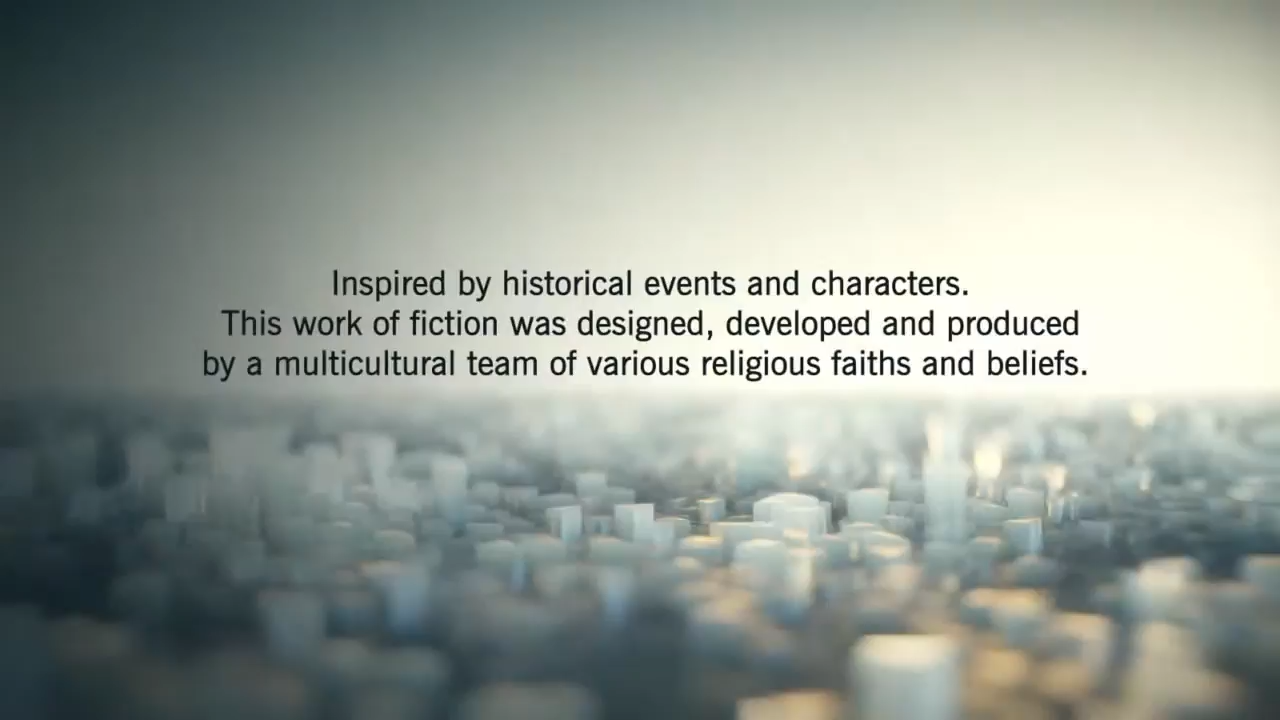 Inspired by historical events and characters.
This work of fiction was designed, developed and produced
by a multicultural team of various religious faiths and beliefs.